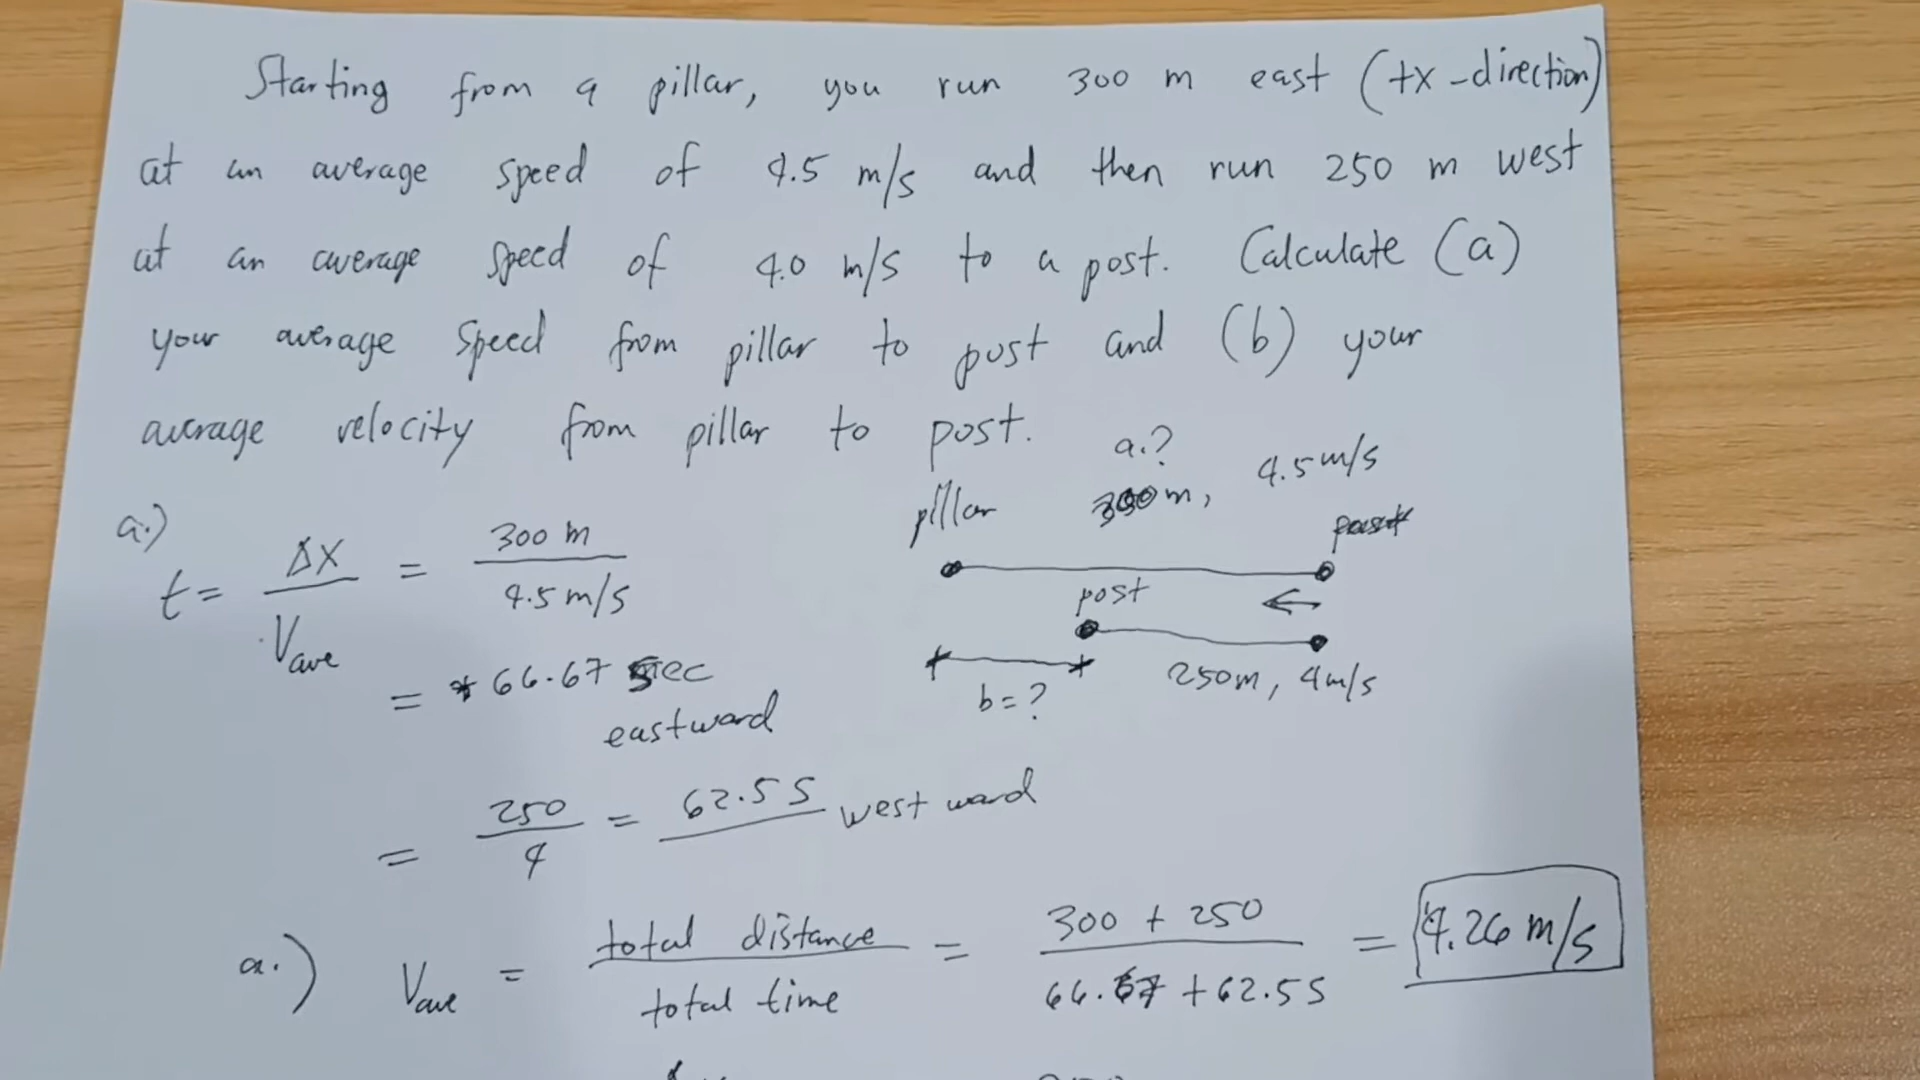 Starting from a pillar, you run 300 m east (+x-direction)
at an average speed of 4.5 m/s and then run 250 m west
at an average speed of 4.0 m/s to a post. Calculate (a)
your average speed from pillar to post and (b) your
average velocity from pillar to post.
a.?
pillar 300m, 4.5m/s
post
post
b=?
250m, 4m/s
a.)
t = Δx / Vave = 300 m / 4.5 m/s
= 66.67 sec
eastward
= 250 / 4 = 62.5 s westward
a.) Vave = total distance / total time = 300 + 250 / 66.67 + 62.5 s = 4.26 m/s